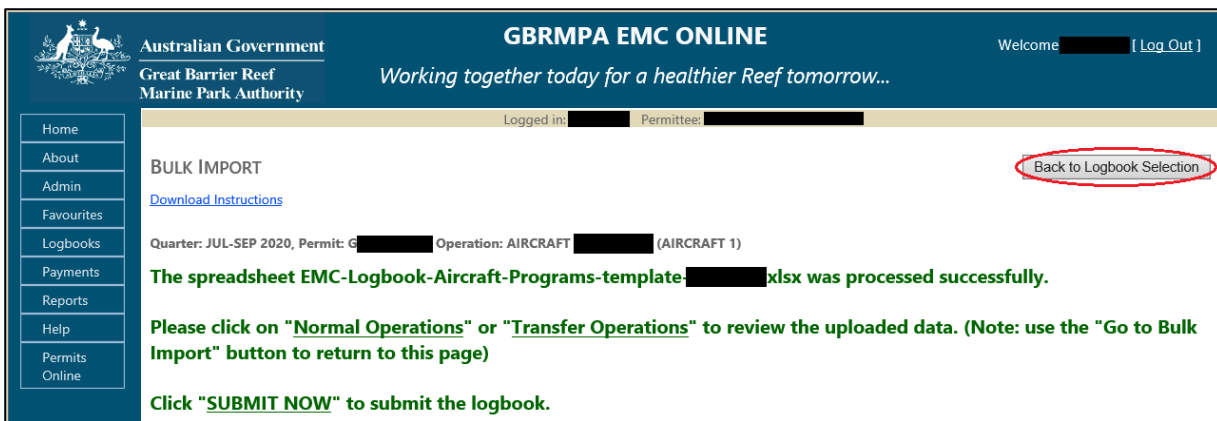 Australian Government
Great Barrier Reef
Marine Park Authority
GBRMPA EMC ONLINE
Working together today for a healthier Reef tomorrow...
Welcome [ Log Out ]
Logged in: Permittee:
Home
About
Admin
Favourites
Logbooks
Payments
Reports
Help
Permits
Online
BULK IMPORT
Back to Logbook Selection
Download Instructions
Quarter: JUL-SEP 2020, Permit: G Operation: AIRCRAFT (AIRCRAFT 1)
The spreadsheet EMC-Logbook-Aircraft-Programs-template- xlsx was processed successfully.
Please click on "Normal Operations" or "Transfer Operations" to review the uploaded data. (Note: use the "Go to Bulk
Import" button to return to this page)
Click "SUBMIT NOW" to submit the logbook.